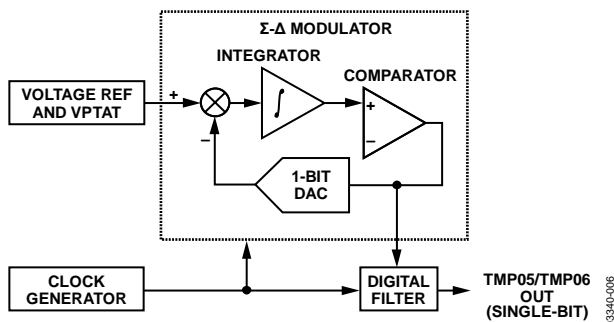 Σ-Δ MODULATOR
INTEGRATOR
COMPARATOR
VOLTAGE REF
AND VPTAT
+
−
∫
+
−
1-BIT
DAC
CLOCK
GENERATOR
DIGITAL
FILTER
TMP05/TMP06
OUT
(SINGLE-BIT)
03340-006